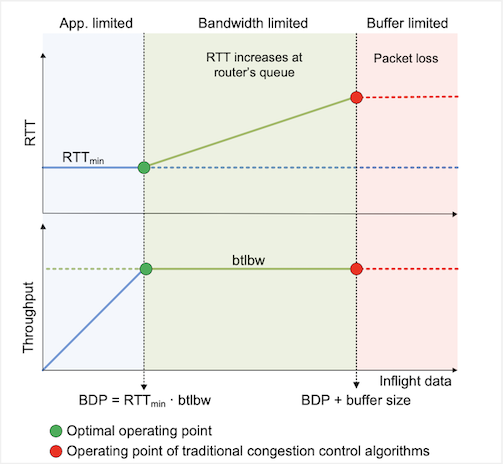 App. limited
Bandwidth limited
Buffer limited
RTT increases at
router's queue
Packet loss
RTT
RTTmin
btlbw
Throughput
Inflight data
BDP = RTTmin · btlbw
BDP + buffer size
Optimal operating point
Operating point of traditional congestion control algorithms